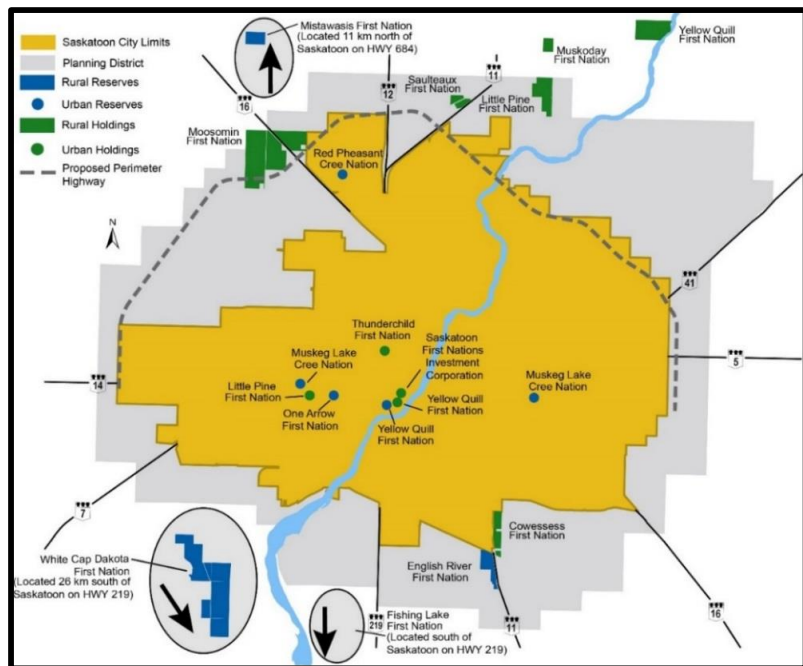 Saskatoon City Limits
Planning District
Rural Reserves
Urban Reserves
Rural Holdings
Urban Holdings
Proposed Perimeter
Highway
N
Mistawasis First Nation
(Located 11 km north of
Saskatoon on HWY 684)
Yellow Quill
First Nation
Muskoday
First Nation
Saulteaux
First Nation
Little Pine
First Nation
11
12
16
Moosomin
First Nation
Red Pheasant
Cree Nation
41
5
14
Thunderchild
First Nation
Saskatoon
First Nations
Investment
Corporation
Muskeg Lake
Cree Nation
Little Pine
First Nation
One Arrow
First Nation
Yellow Quill
First Nation
Yellow Quill
First Nation
Muskeg Lake
Cree Nation
7
Cowessess
First Nation
English River
First Nation
White Cap Dakota
First Nation
(Located 26 km south of
Saskatoon on HWY 219)
219
Fishing Lake
First Nation
(Located south of
Saskatoon on HWY 219)
11
16